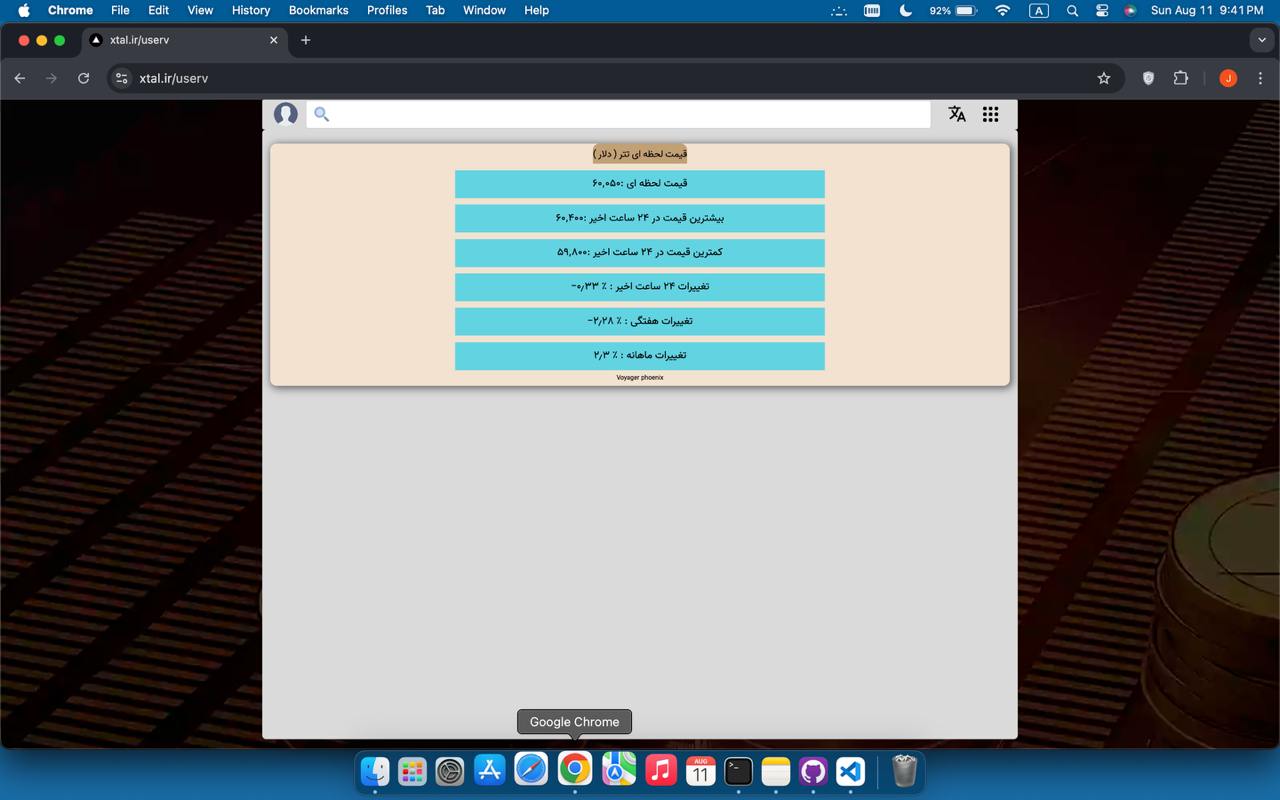 Chrome File Edit View History Bookmarks Profiles Tab Window Help 92% A Sun Aug 11 9:41 PM
xtal.ir/userv
xtal.ir/userv J
قیمت لحظه ای تتر ( دلار )
قیمت لحظه ای :۶۰,۰۵۰
بیشترین قیمت در ۲۴ ساعت اخیر :۶۰,۴۰۰
کمترین قیمت در ۲۴ ساعت اخیر :۵۹,۸۰۰
تغییرات ۲۴ ساعت اخیر : ٪ ۰٫۳۳−
تغییرات هفتگی : ٪ ۲٫۲۸−
تغییرات ماهانه : ٪ ۲٫۳
Voyager phoenix
Google Chrome
AUG
11